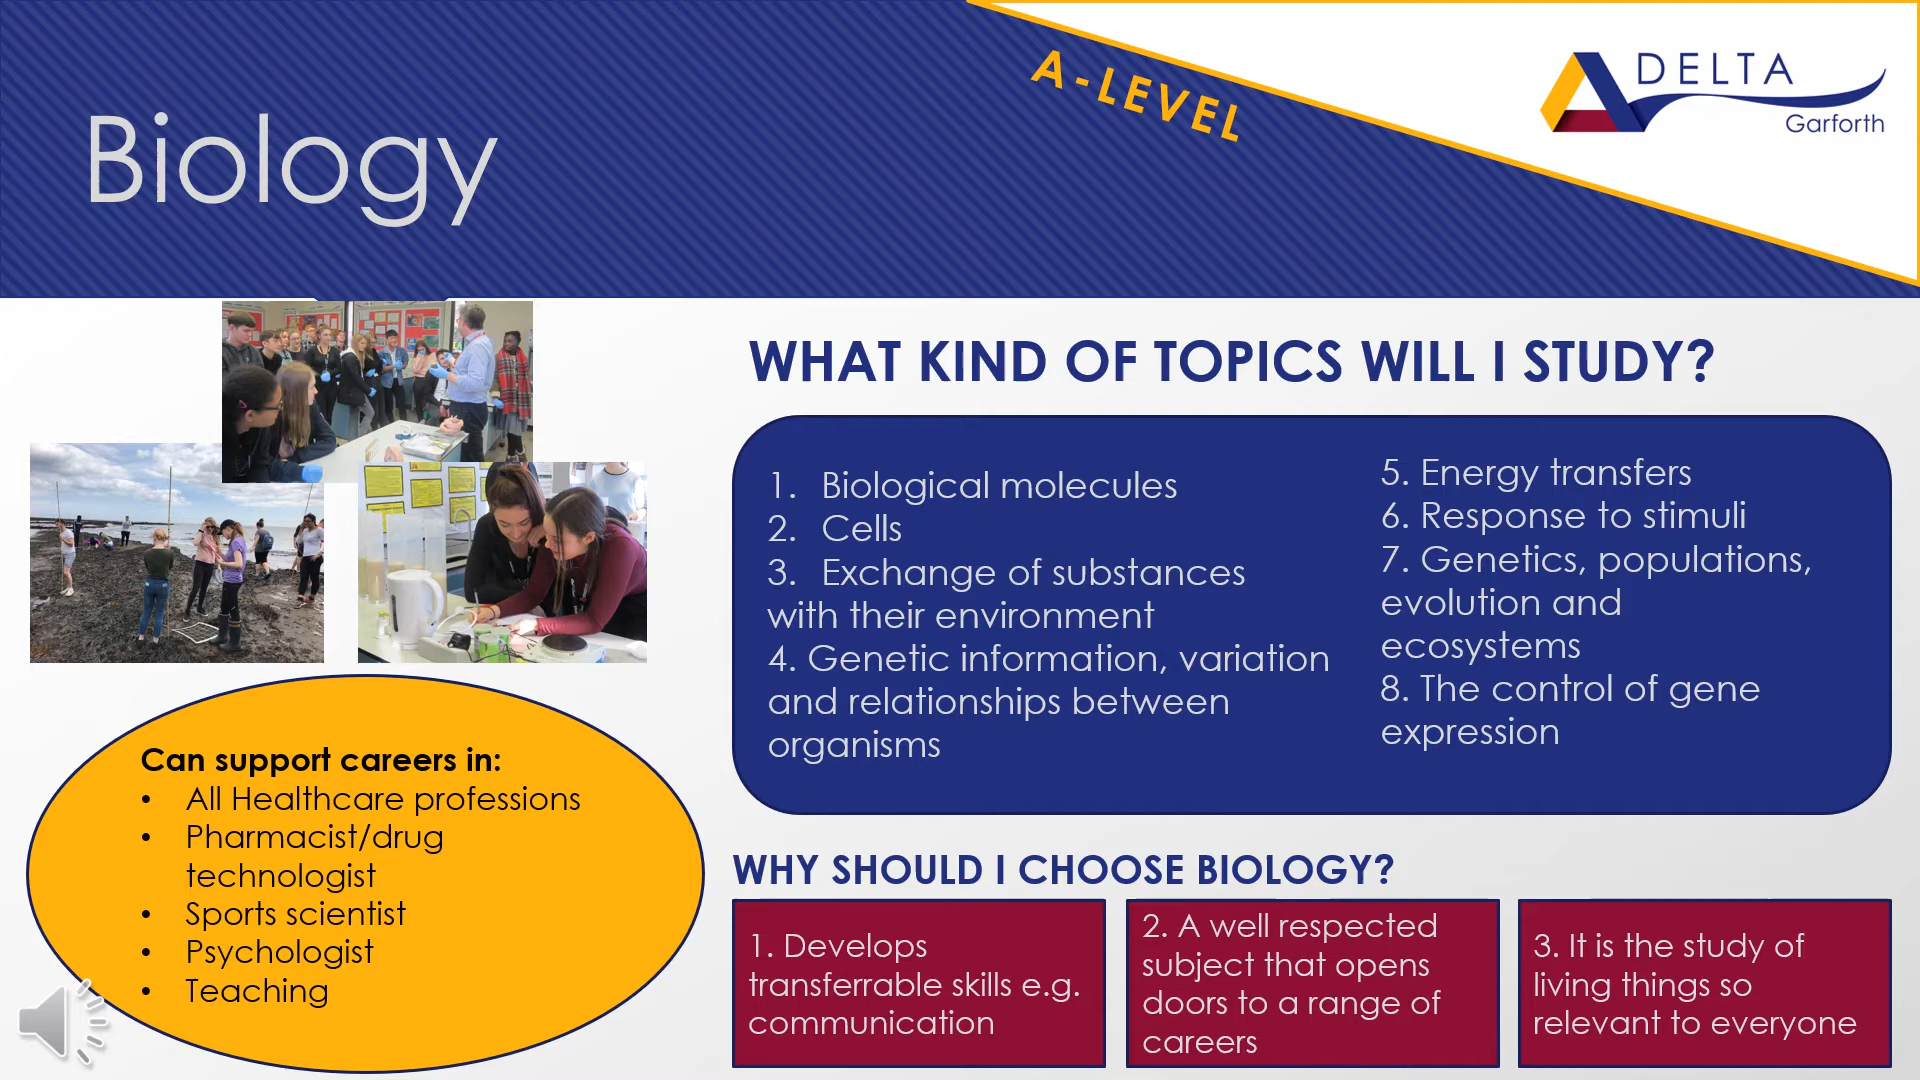 Biology
A-LEVEL
DELTA
Garforth
WHAT KIND OF TOPICS WILL I STUDY?
1. Biological molecules
2. Cells
3. Exchange of substances
with their environment
4. Genetic information, variation
and relationships between
organisms
5. Energy transfers
6. Response to stimuli
7. Genetics, populations,
evolution and
ecosystems
8. The control of gene
expression
Can support careers in:
• All Healthcare professions
• Pharmacist/drug
technologist
• Sports scientist
• Psychologist
• Teaching
WHY SHOULD I CHOOSE BIOLOGY?
1. Develops
transferrable skills e.g.
communication
2. A well respected
subject that opens
doors to a range of
careers
3. It is the study of
living things so
relevant to everyone